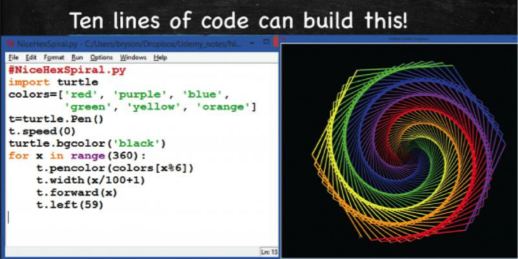 Ten lines of code can build this!
NiceHexSpiral.py - C:/Users/bryson/Dropbox/Udemy_notes/Ni...
File Edit Format Run Options Windows Help
#NiceHexSpiral.py
import turtle
colors=['red', 'purple', 'blue',
'green', 'yellow', 'orange']
t=turtle.Pen()
t.speed(0)
turtle.bgcolor('black')
for x in range(360):
t.pencolor(colors[x%6])
t.width(x/100+1)
t.forward(x)
t.left(59)
Ln: 13